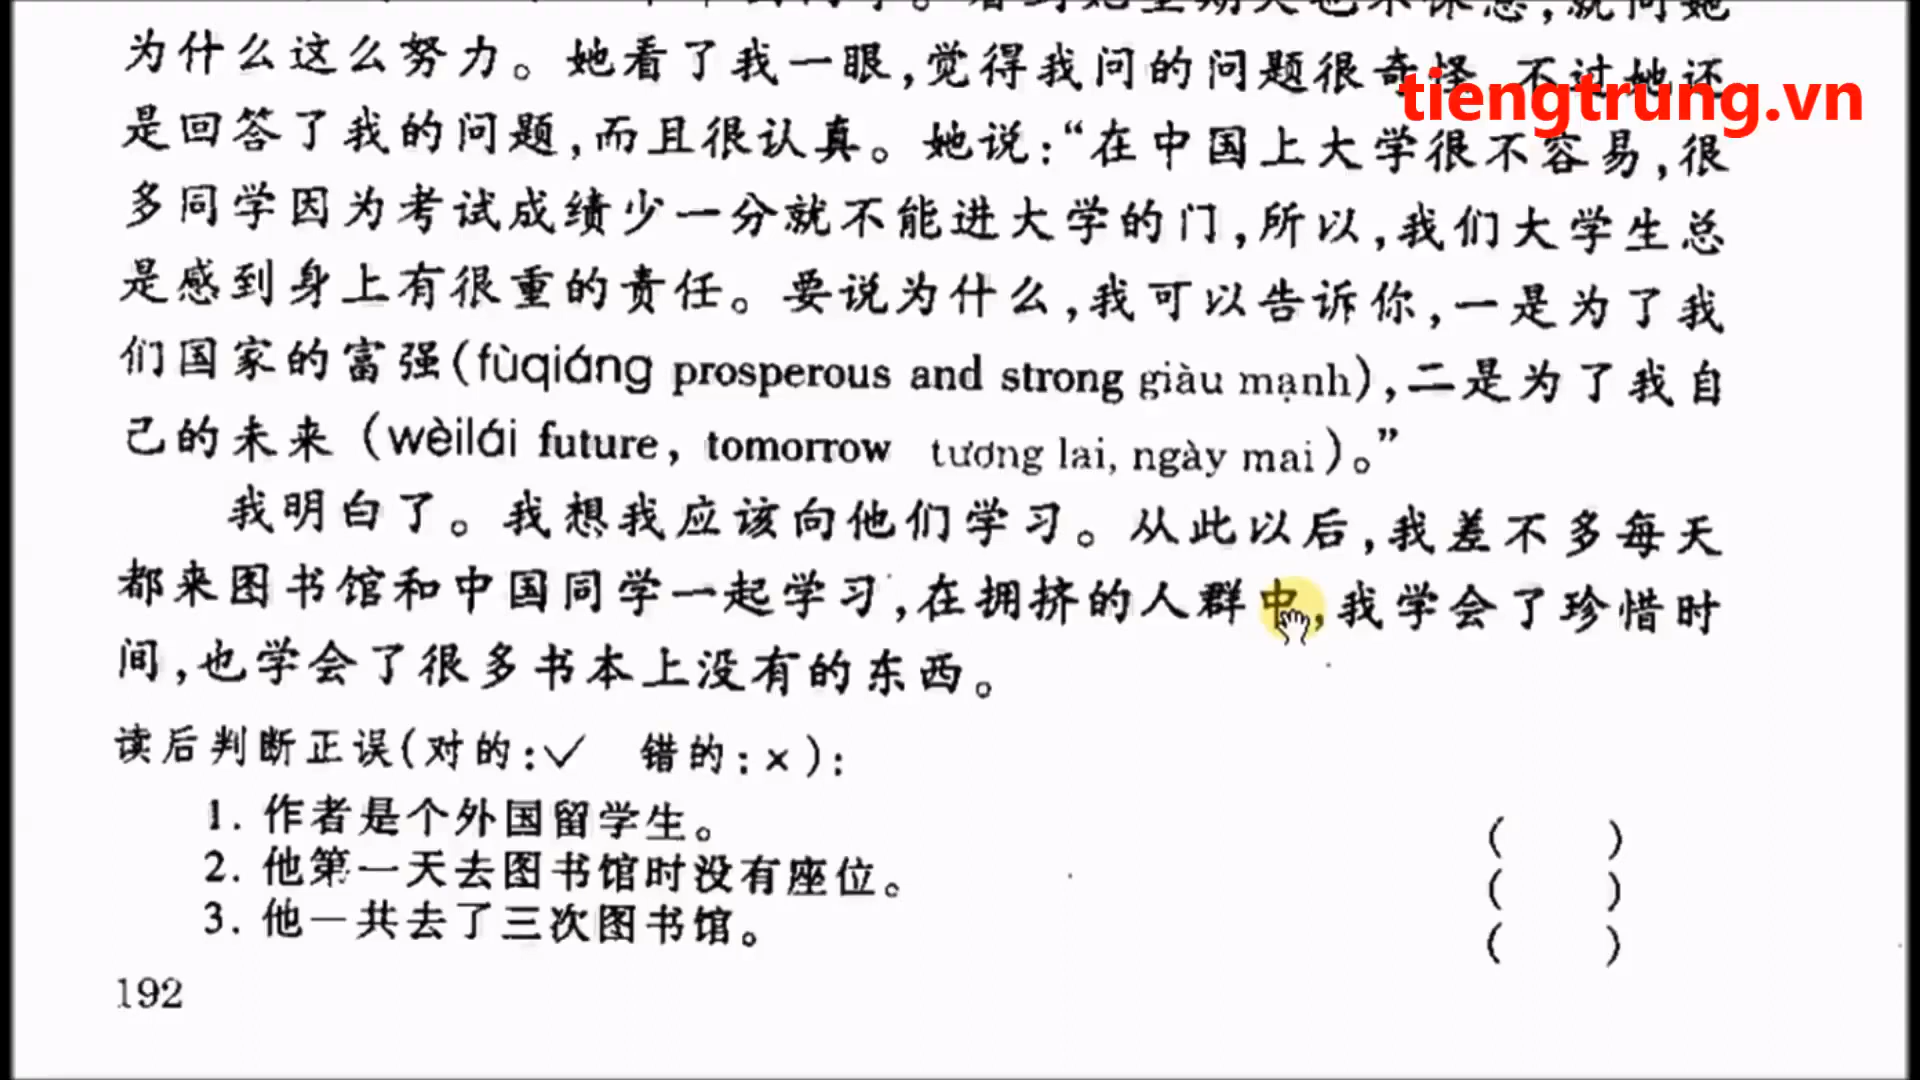 看到她星期天也不休息,就问她
为什么这么努力。她看了我一眼,觉得我问的问题很奇怪,不过她还
tiengtrung.vn
是回答了我的问题,而且很认真。她说:“在中国上大学很不容易,很
多同学因为考试成绩少一分就不能进大学的门,所以,我们大学生总
是感到身上有很重的责任。要说为什么,我可以告诉你,一是为了我
们国家的富强(fùqiáng prosperous and strong giàu mạnh),二是为了我自
己的未来(wèilái future, tomorrow tương lai, ngày mai)。”
我明白了。我想我应该向他们学习。从此以后,我差不多每天
都来图书馆和中国同学一起学习,在拥挤的人群中,我学会了珍惜时
间,也学会了很多书本上没有的东西。
读后判断正误(对的:✓ 错的:×):
1. 作者是个外国留学生。 ( )
2. 他第一天去图书馆时没有座位。 ( )
3. 他一共去了三次图书馆。 ( )
192